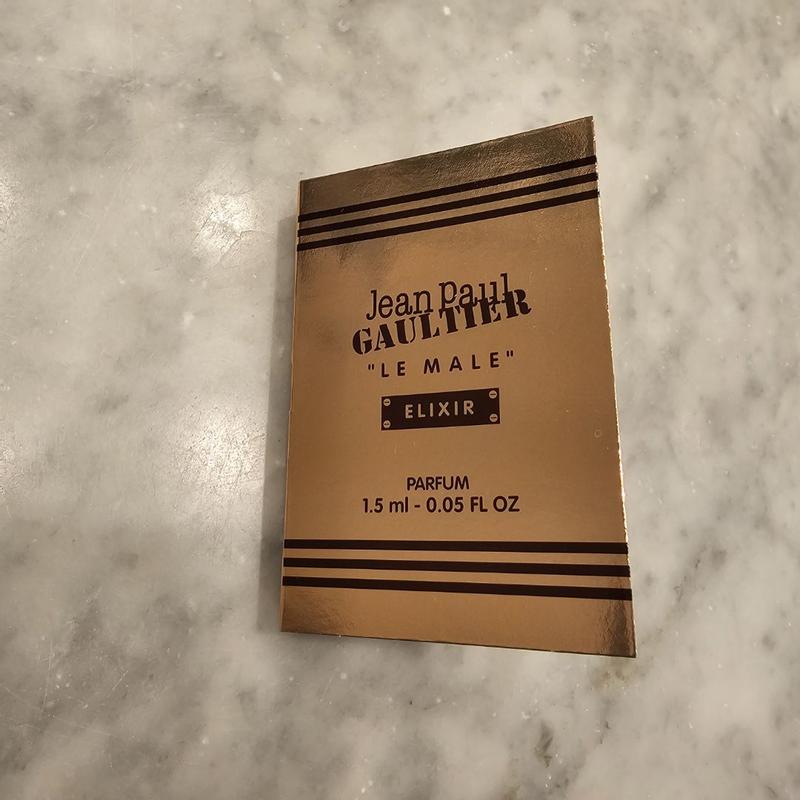 Jean Paul
GAULTIER
"LE MALE"
ELIXIR
PARFUM
1.5 ml - 0.05 FL OZ